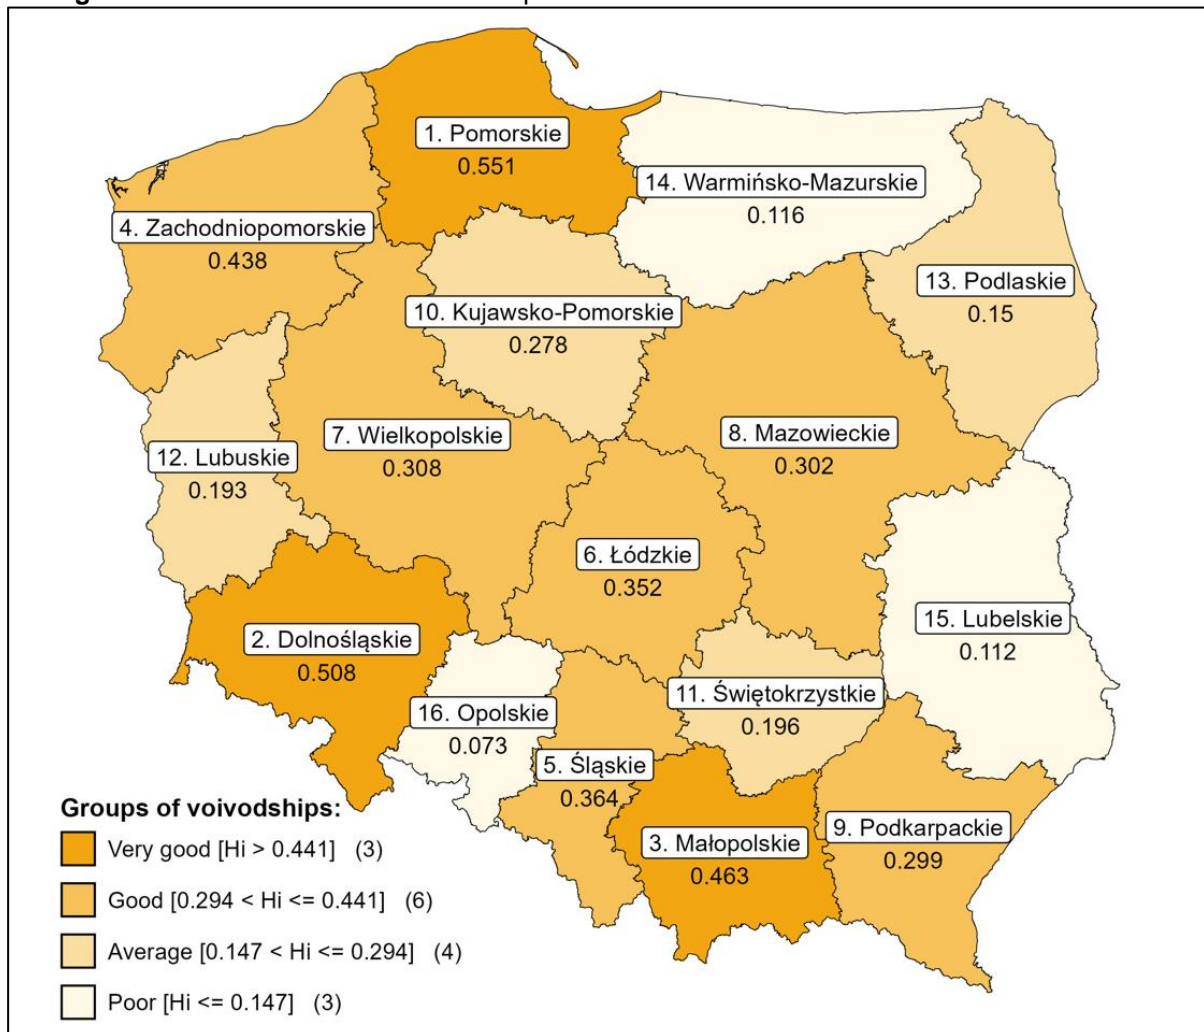 1. Pomorskie
0.551
14. Warmińsko-Mazurskie
0.116
4. Zachodniopomorskie
0.438
13. Podlaskie
0.15
10. Kujawsko-Pomorskie
0.278
7. Wielkopolskie
0.308
8. Mazowieckie
0.302
12. Lubuskie
0.193
6. Łódzkie
0.352
2. Dolnośląskie
0.508
15. Lubelskie
0.112
11. Świętokrzystkie
0.196
16. Opolskie
0.073
5. Śląskie
0.364
3. Małopolskie
0.463
9. Podkarpackie
0.299
Groups of voivodships:
Very good [Hi > 0.441] (3)
Good [0.294 < Hi <= 0.441] (6)
Average [0.147 < Hi <= 0.294] (4)
Poor [Hi <= 0.147] (3)